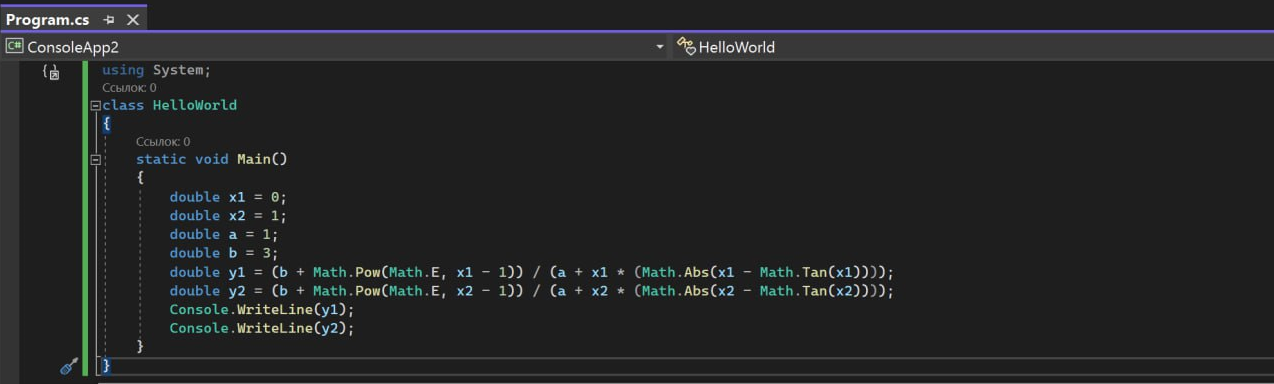 Program.cs
C# ConsoleApp2 HelloWorld
using System;
Ссылок: 0
class HelloWorld
{
Ссылок: 0
static void Main()
{
double x1 = 0;
double x2 = 1;
double a = 1;
double b = 3;
double y1 = (b + Math.Pow(Math.E, x1 - 1)) / (a + x1 * (Math.Abs(x1 - Math.Tan(x1))));
double y2 = (b + Math.Pow(Math.E, x2 - 1)) / (a + x2 * (Math.Abs(x2 - Math.Tan(x2))));
Console.WriteLine(y1);
Console.WriteLine(y2);
}
}